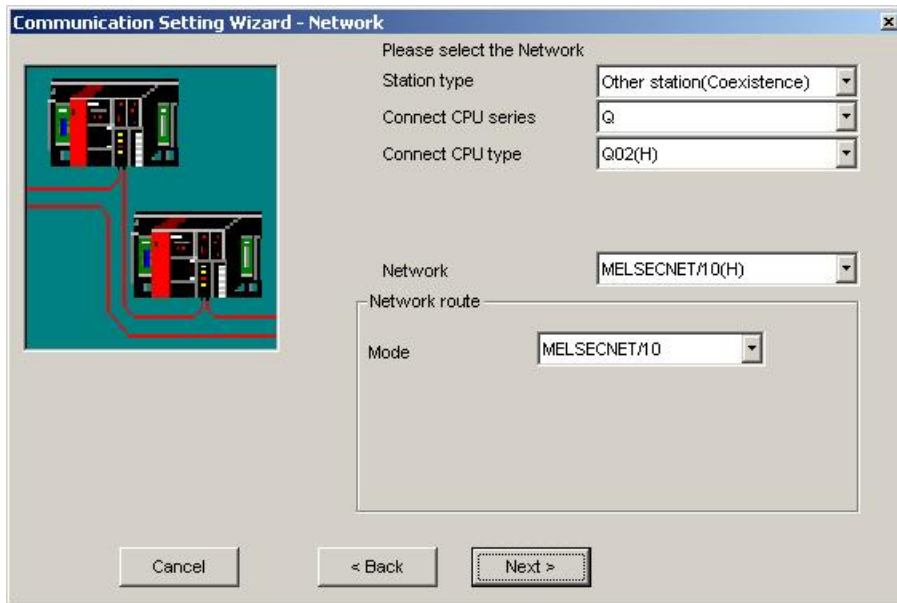 Communication Setting Wizard - Network
Please select the Network
Station type Other station(Coexistence)
Connect CPU series Q
Connect CPU type Q02(H)
Network MELSECNET/10(H)
Network route
Mode MELSECNET/10
Cancel < Back Next >